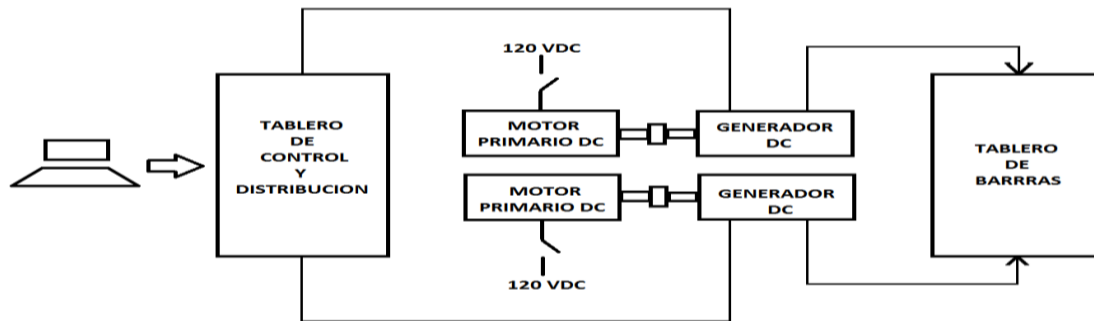 TABLERO
DE
CONTROL
Y
DISTRIBUCION
120 VDC
MOTOR
PRIMARIO DC
GENERADOR
DC
MOTOR
PRIMARIO DC
GENERADOR
DC
120 VDC
TABLERO
DE
BARRRAS